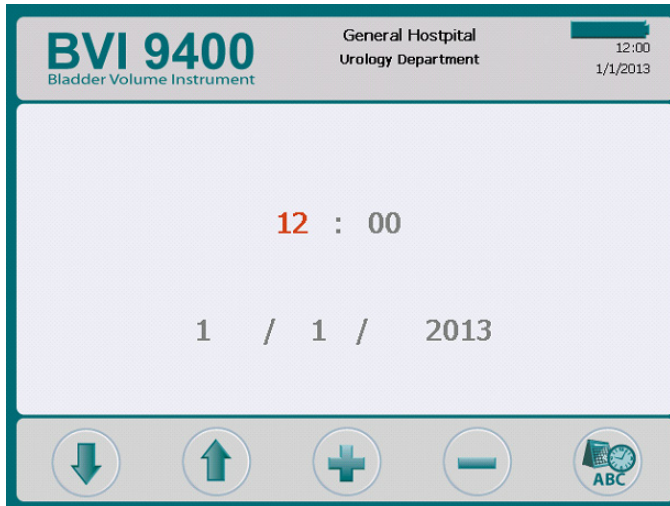 BVI 9400
Bladder Volume Instrument
General Hostpital
Urology Department
12:00
1/1/2013
12 : 00
1 / 1 / 2013
ABC